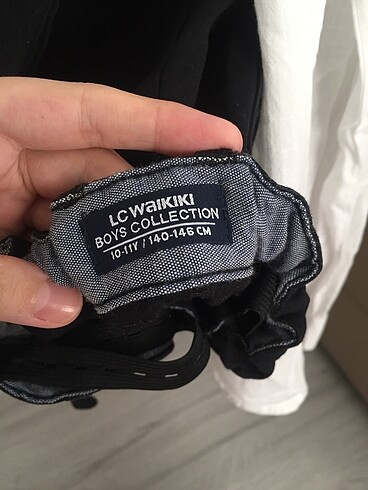 LC WAIKIKI
BOYS COLLECTION
10-11Y / 140-146 CM